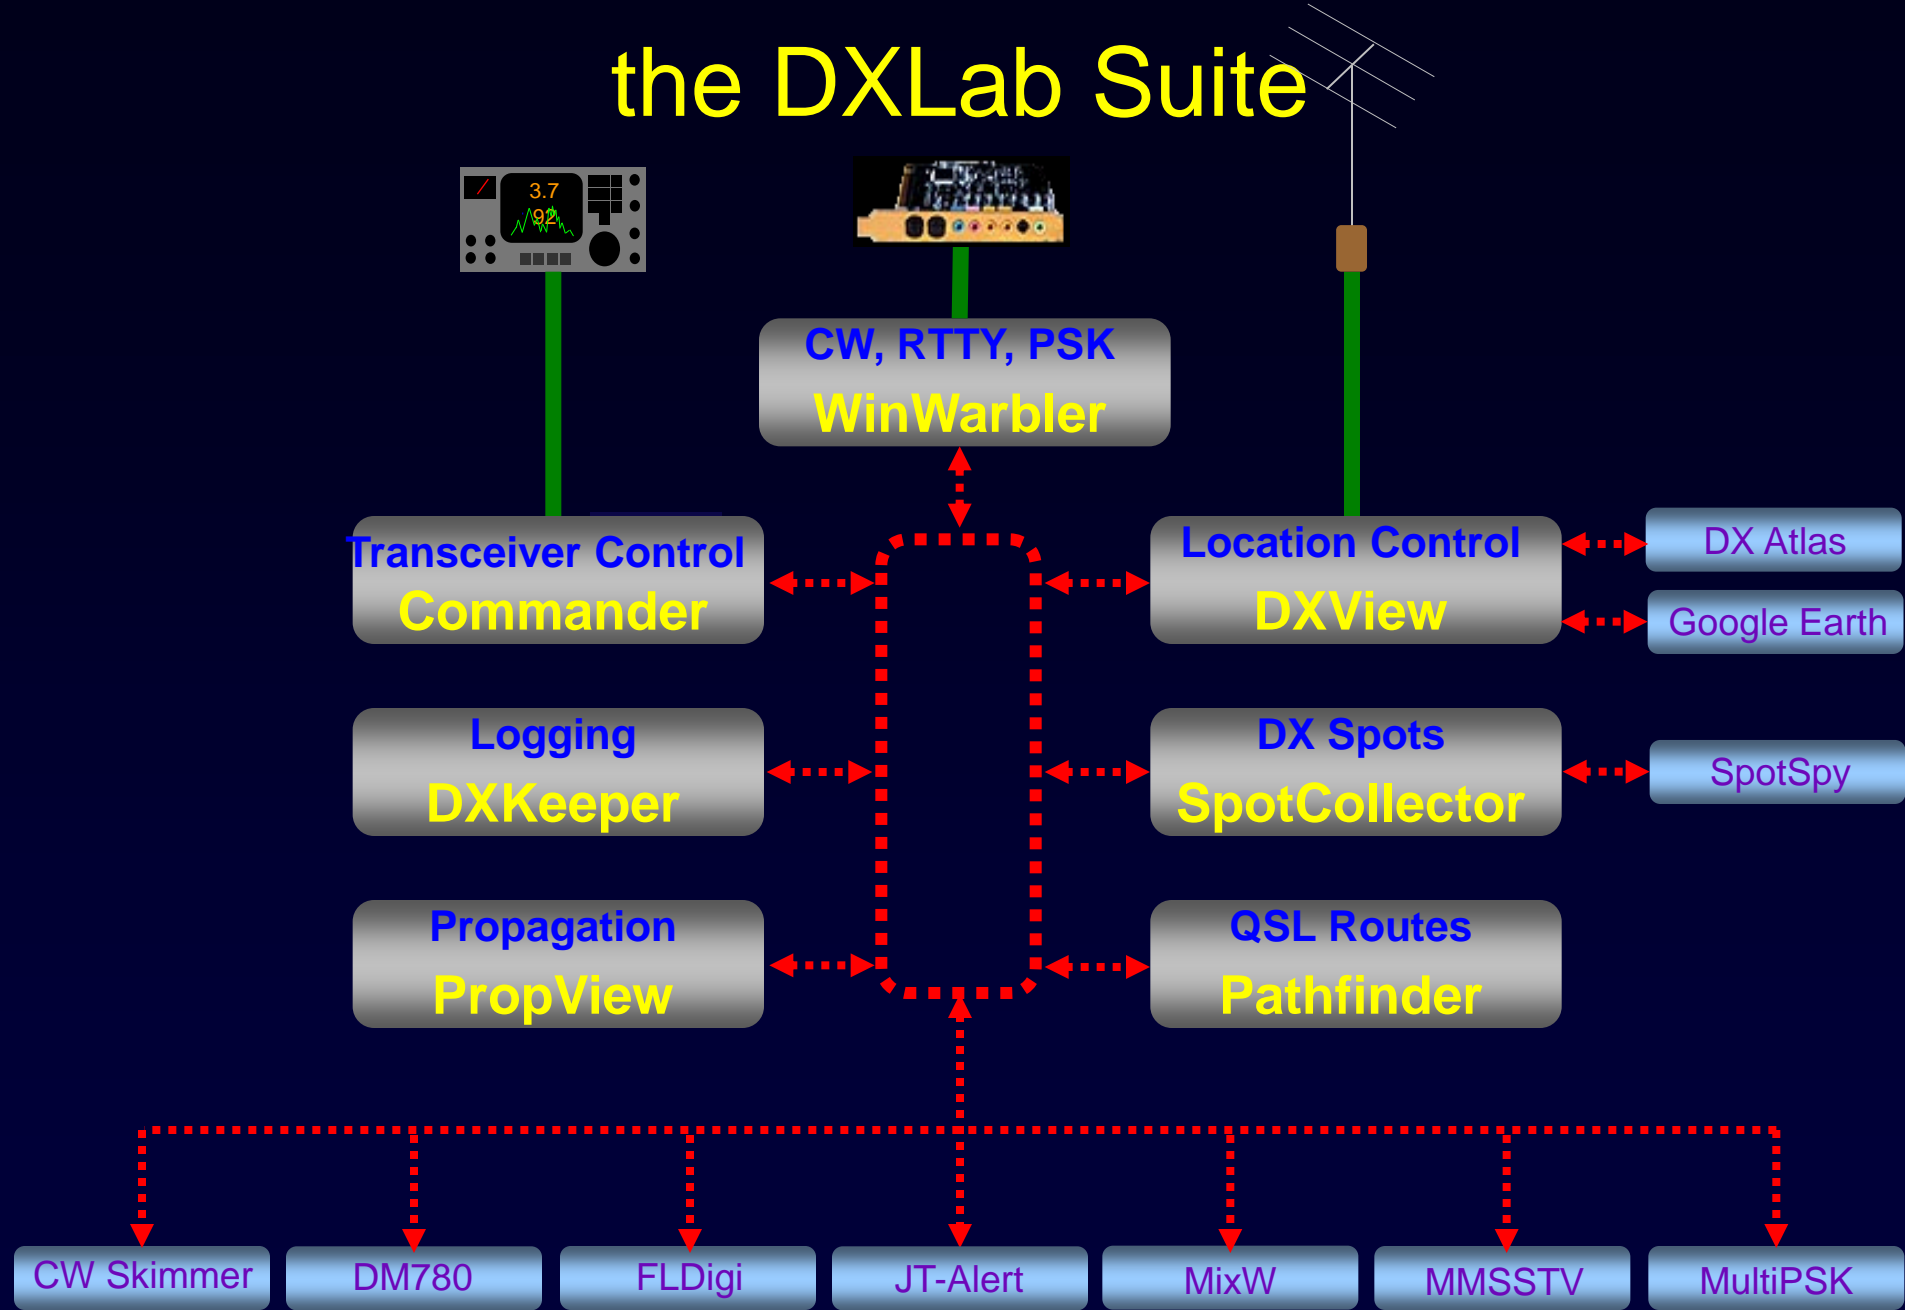 the DXLab Suite
3.7
92
CW, RTTY, PSK
WinWarbler
Transceiver Control
Commander
Location Control
DXView
DX Atlas
Google Earth
Logging
DXKeeper
DX Spots
SpotCollector
SpotSpy
Propagation
PropView
QSL Routes
Pathfinder
CW Skimmer
DM780
FLDigi
JT-Alert
MixW
MMSSTV
MultiPSK